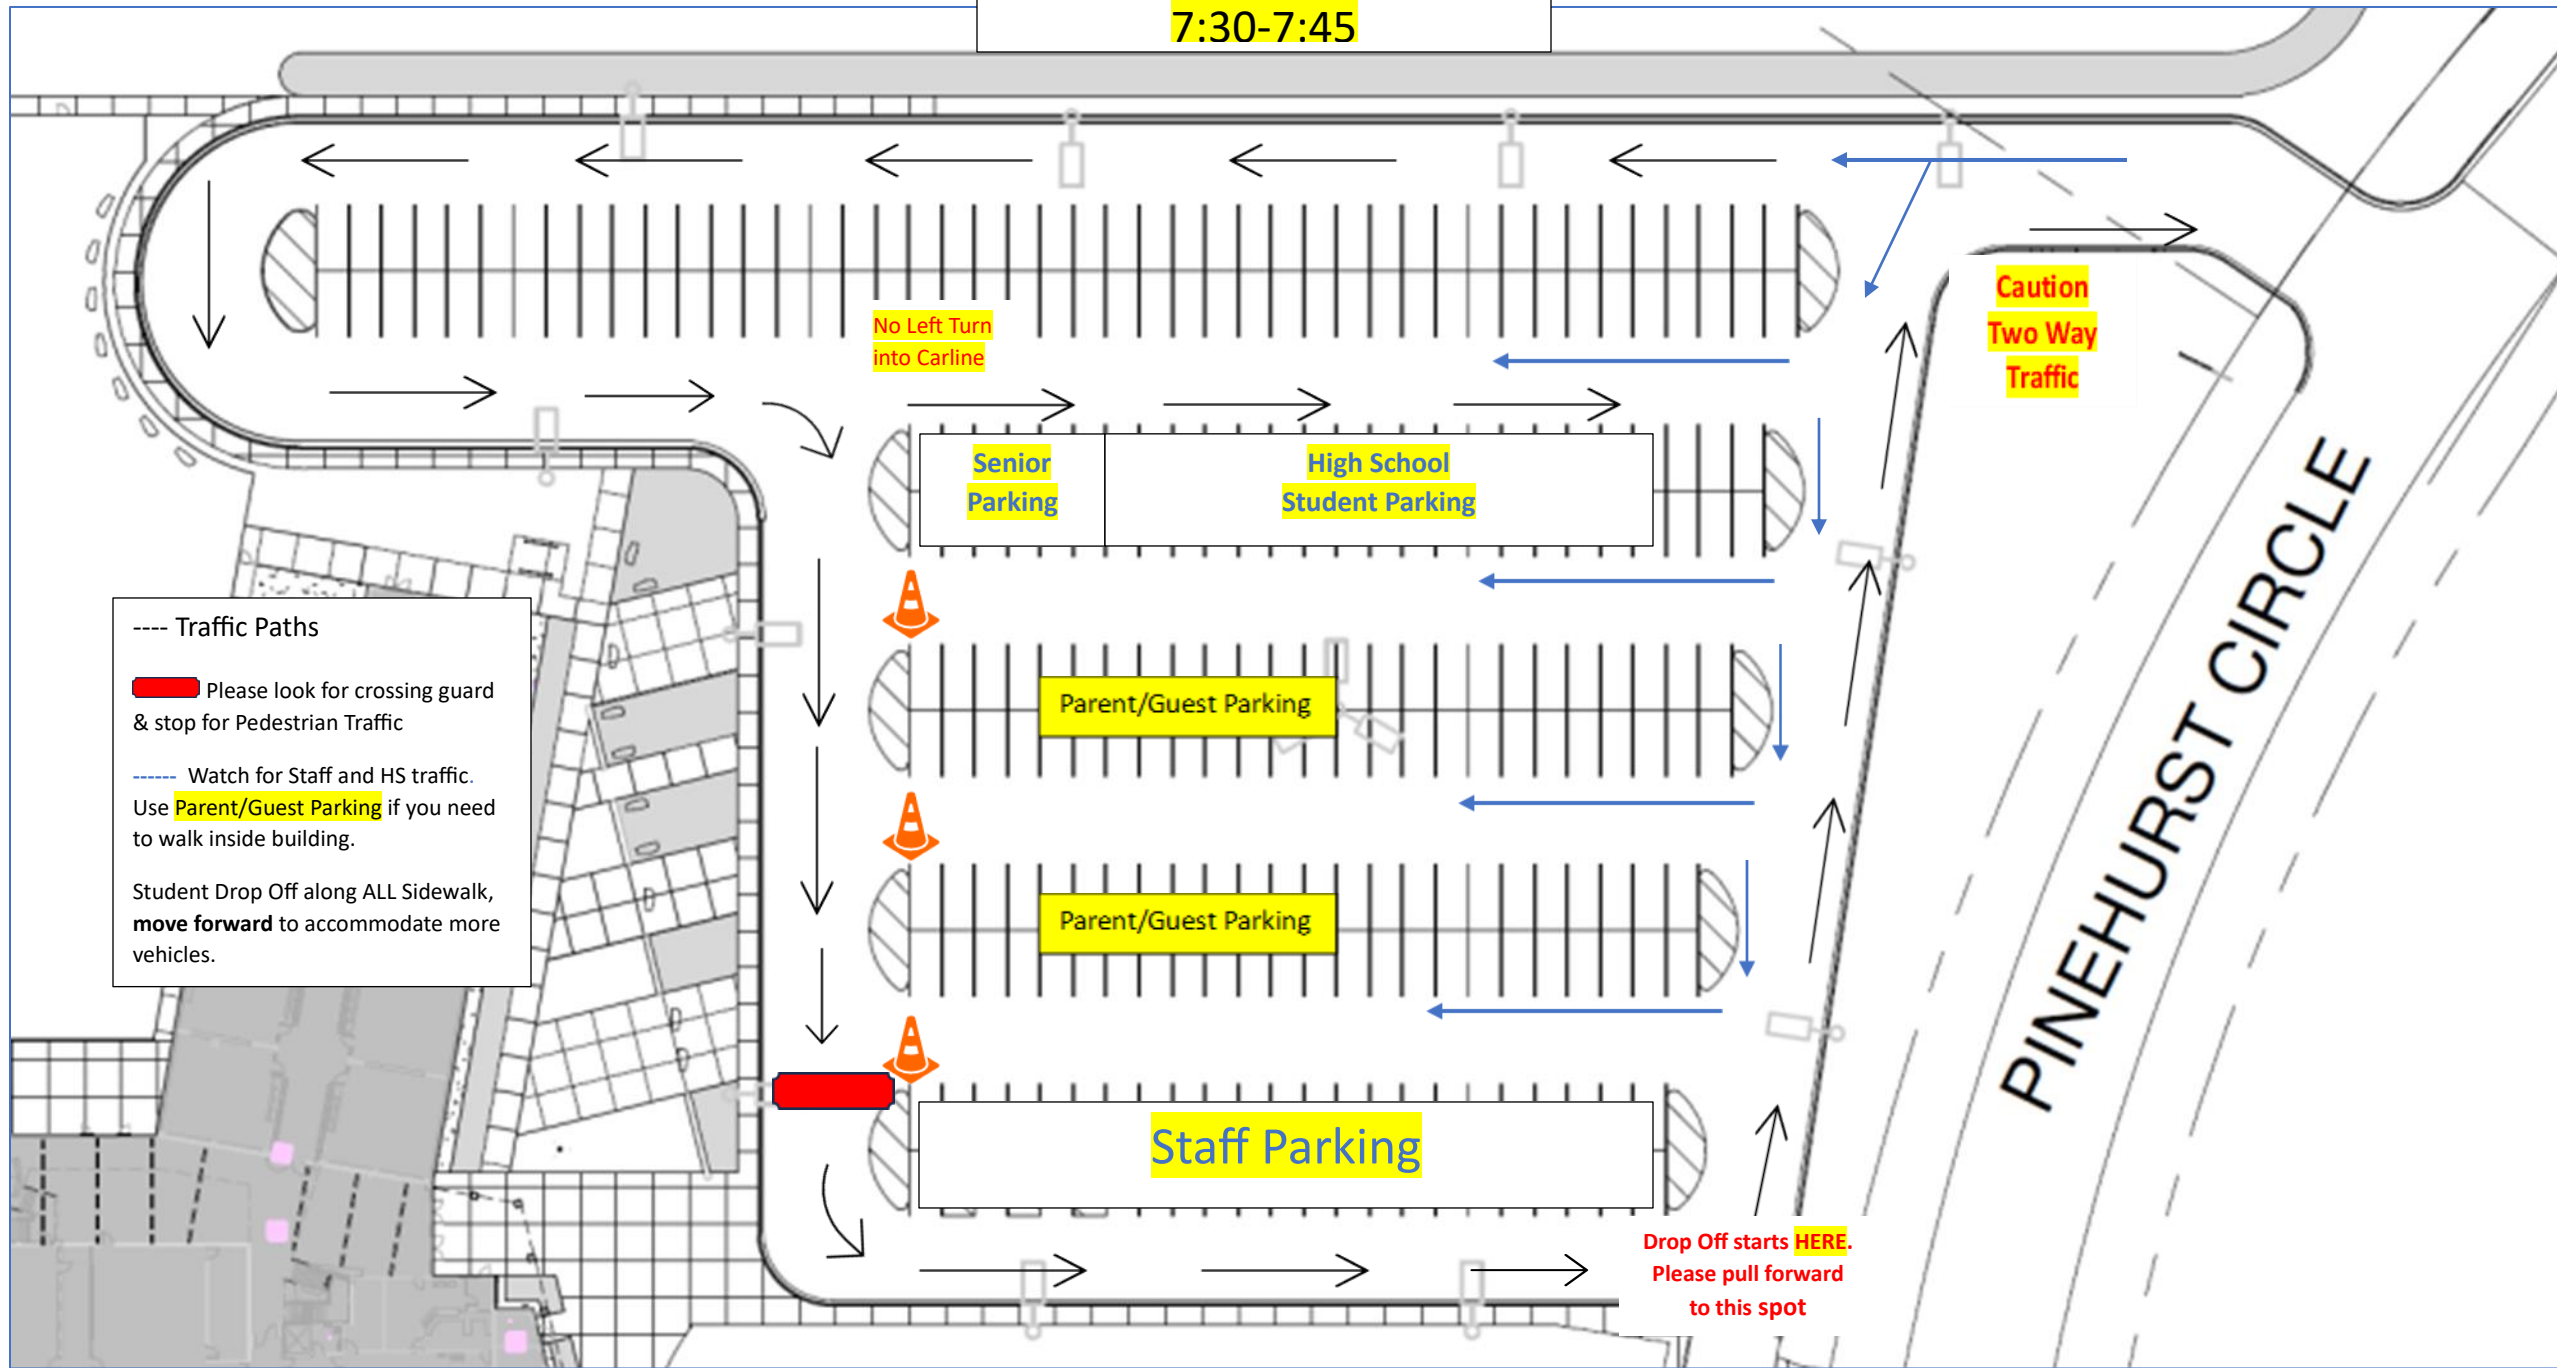 7:30-7:45
Caution
Two Way
Traffic
No Left Turn
into Carline
Senior
Parking
High School
Student Parking
---- Traffic Paths
Please look for crossing guard
& stop for Pedestrian Traffic
------ Watch for Staff and HS traffic.
Use Parent/Guest Parking if you need
to walk inside building.
Student Drop Off along ALL Sidewalk,
move forward to accommodate more
vehicles.
Parent/Guest Parking
Parent/Guest Parking
PINEHURST CIRCLE
Staff Parking
Drop Off starts HERE.
Please pull forward
to this spot